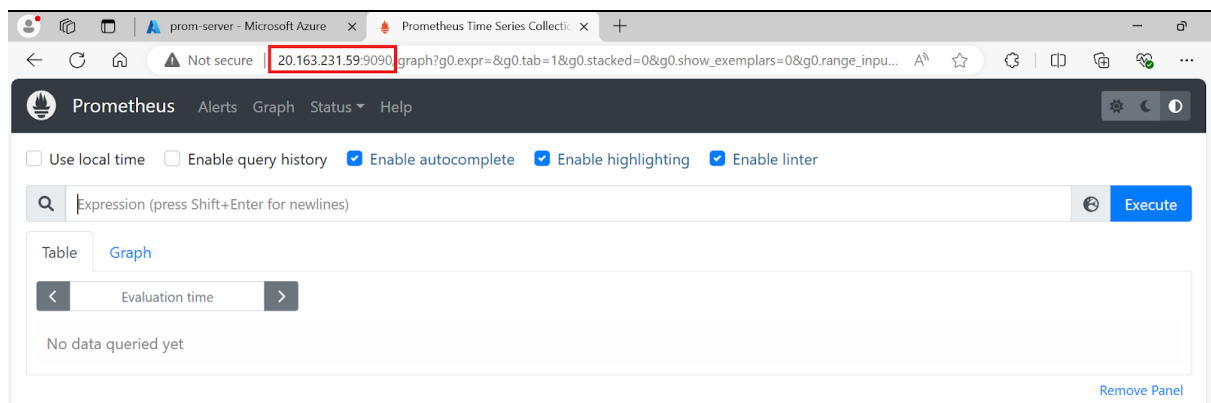 prom-server - Microsoft Azure Prometheus Time Series Collectic
Not secure 20.163.231.59:9090/graph?g0.expr=&g0.tab=1&g0.stacked=0&g0.show_exemplars=0&g0.range_inpu...
Prometheus Alerts Graph Status Help
Use local time Enable query history Enable autocomplete Enable highlighting Enable linter
Expression (press Shift+Enter for newlines) Execute
Table Graph
Evaluation time
No data queried yet
Remove Panel